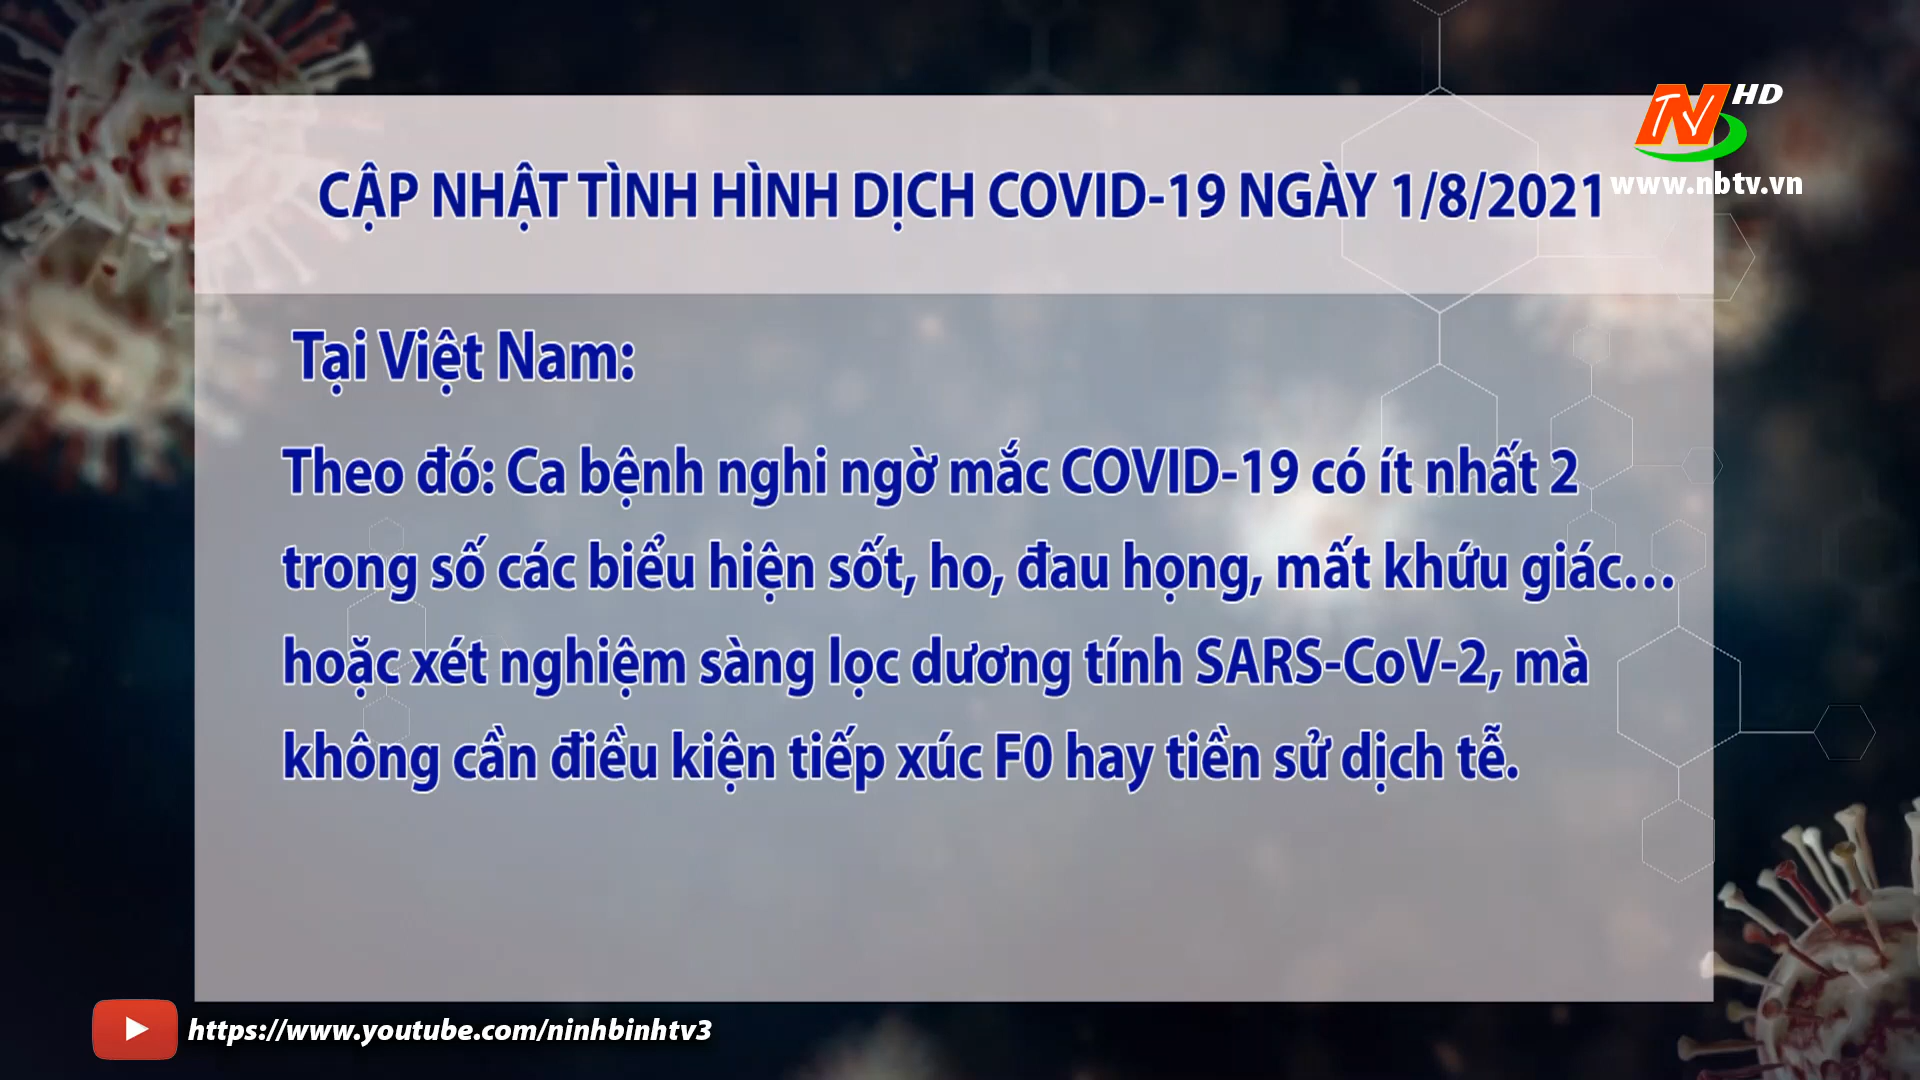 HD
NTV
www.nbtv.vn
CẬP NHẬT TÌNH HÌNH DỊCH COVID-19 NGÀY 1/8/2021
Tại Việt Nam:
Theo đó: Ca bệnh nghi ngờ mắc COVID-19 có ít nhất 2
trong số các biểu hiện sốt, ho, đau họng, mất khứu giác...
hoặc xét nghiệm sàng lọc dương tính SARS-CoV-2, mà
không cần điều kiện tiếp xúc F0 hay tiền sử dịch tễ.
https://www.youtube.com/ninhbinhtv3